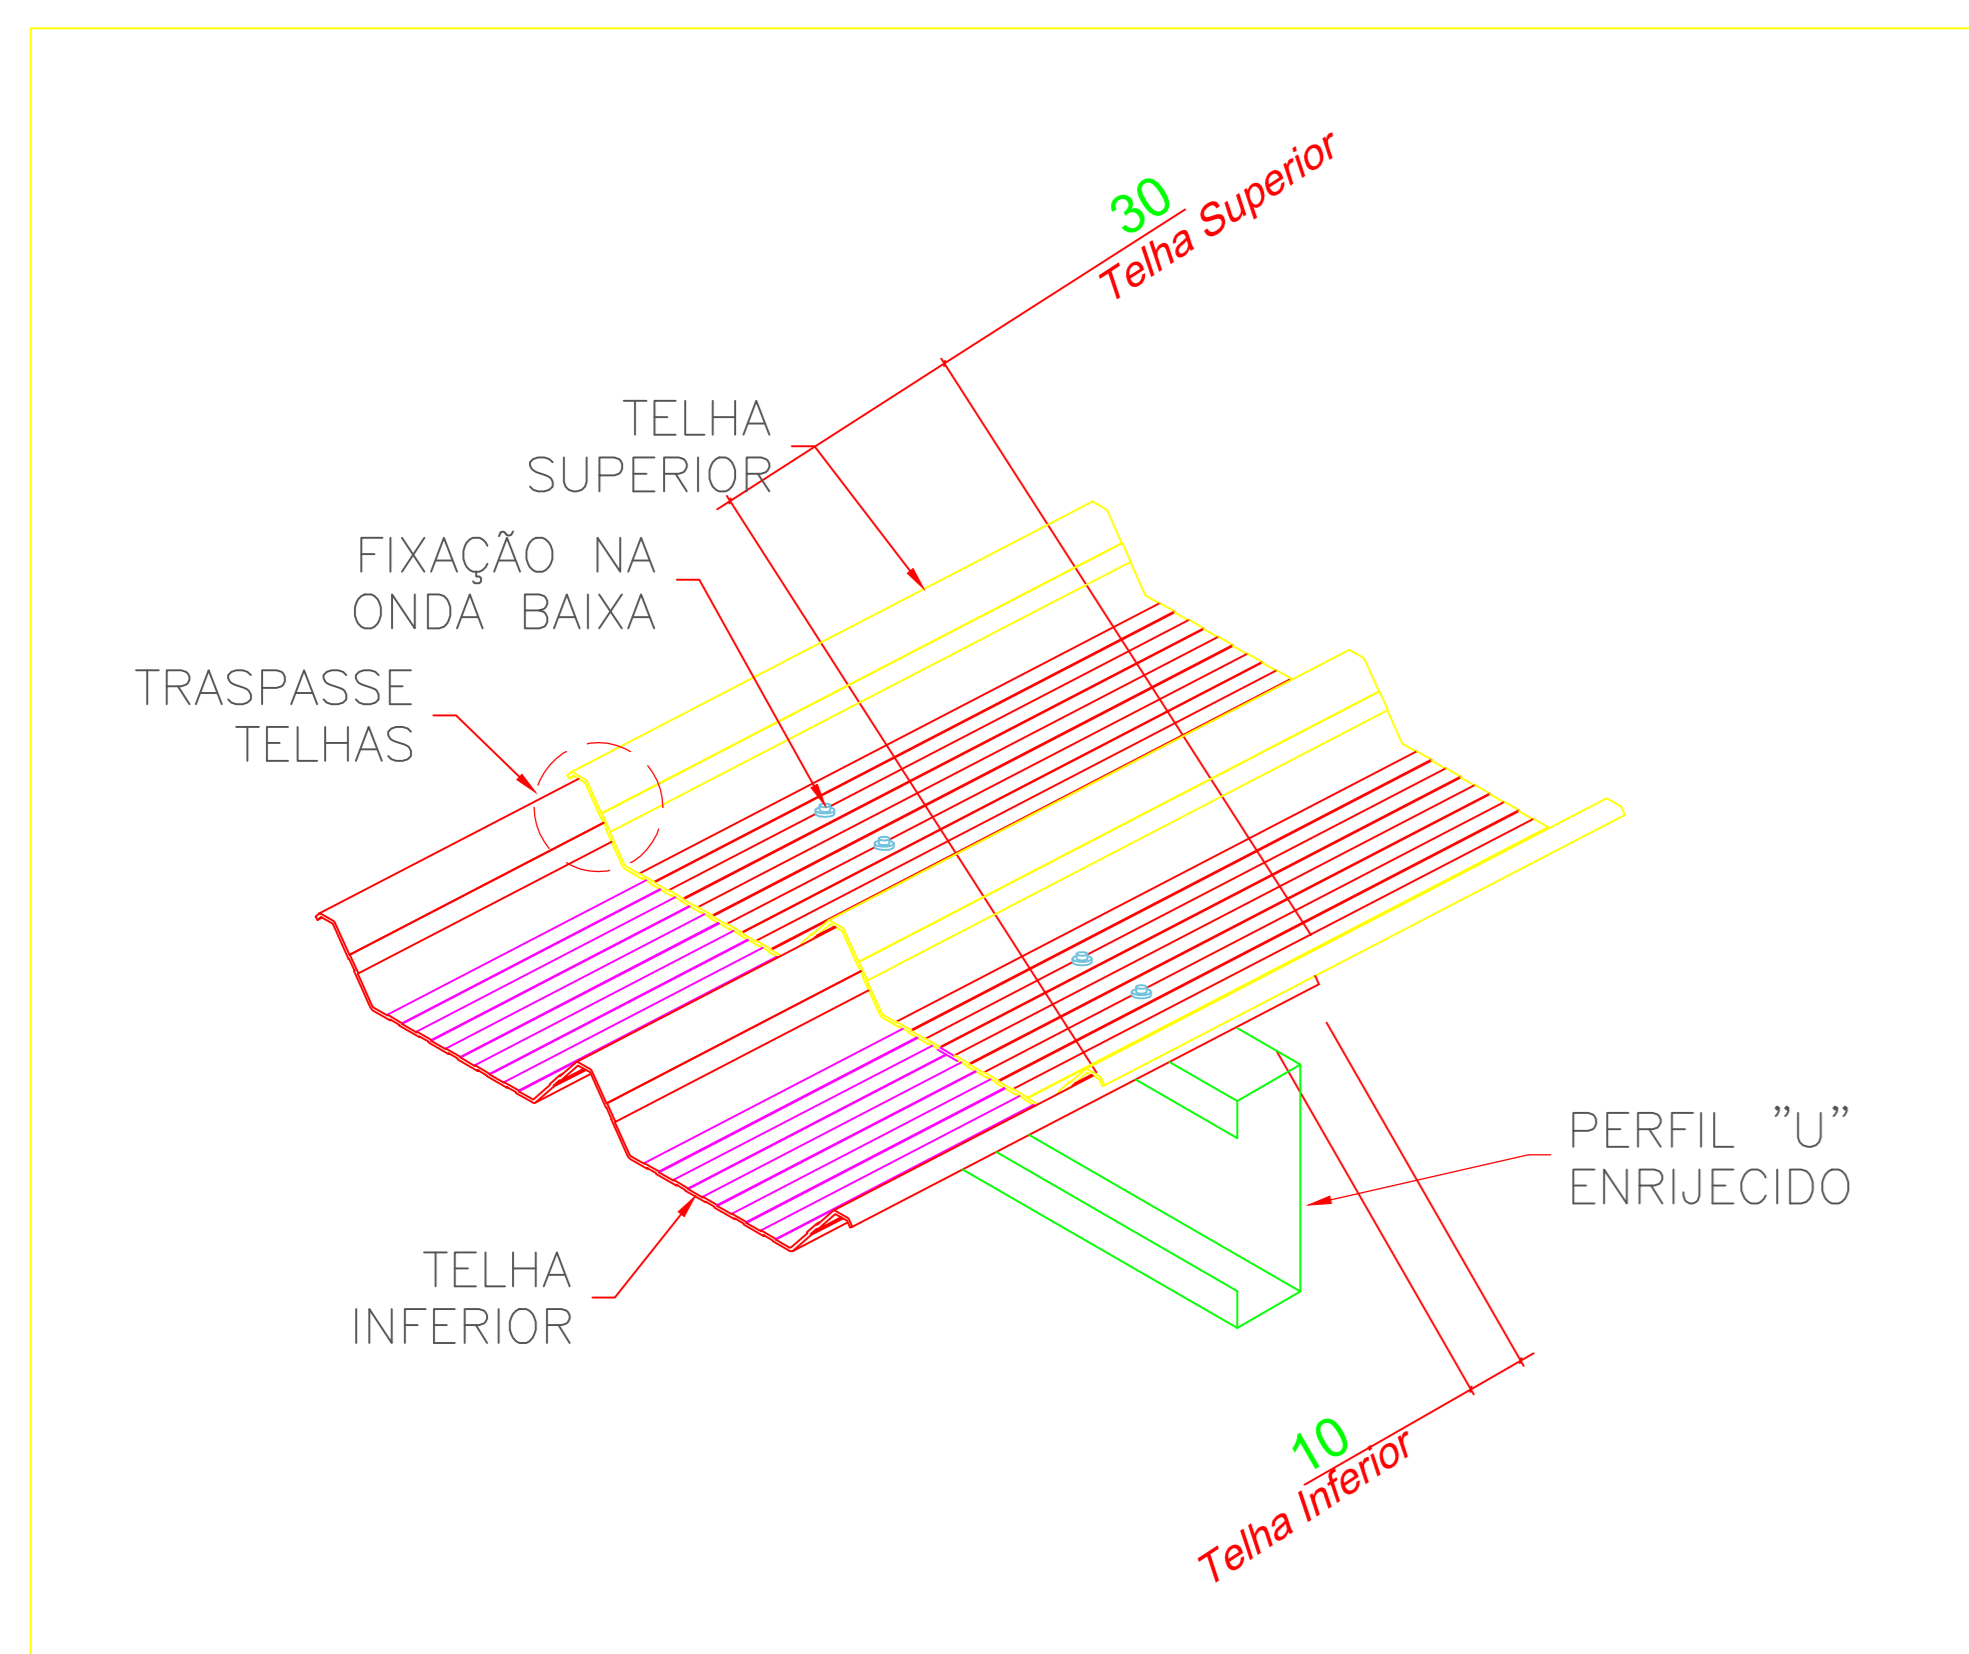 30
Telha Superior
TELHA
SUPERIOR
FIXAÇÃO NA
ONDA BAIXA
TRASPASSE
TELHAS
PERFIL "U"
ENRIJECIDO
TELHA
INFERIOR
10
Telha Inferior